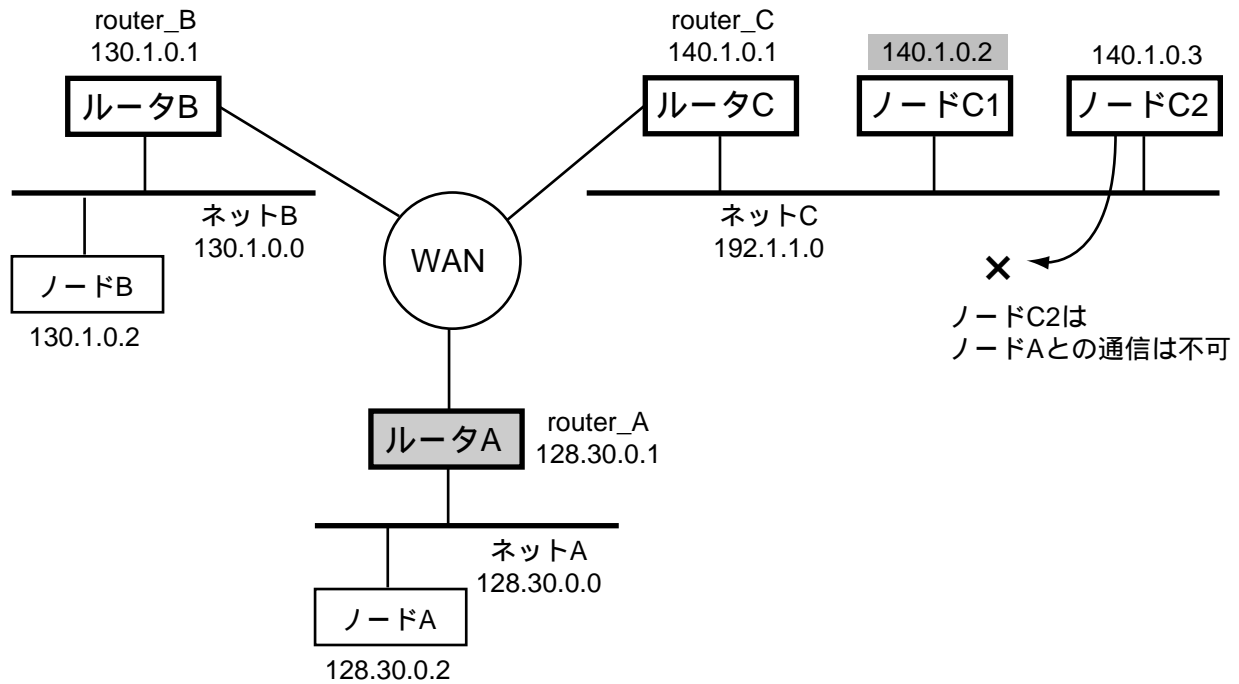 router_B
130.1.0.1
ルータB
router_C
140.1.0.1
ルータC
140.1.0.2
ノードC1
140.1.0.3
ノードC2
ネットB
130.1.0.0
ノードB
130.1.0.2
WAN
ネットC
192.1.1.0
×
ノードC2は
ノードAとの通信は不可
ルータA
router_A
128.30.0.1
ネットA
128.30.0.0
ノードA
128.30.0.2